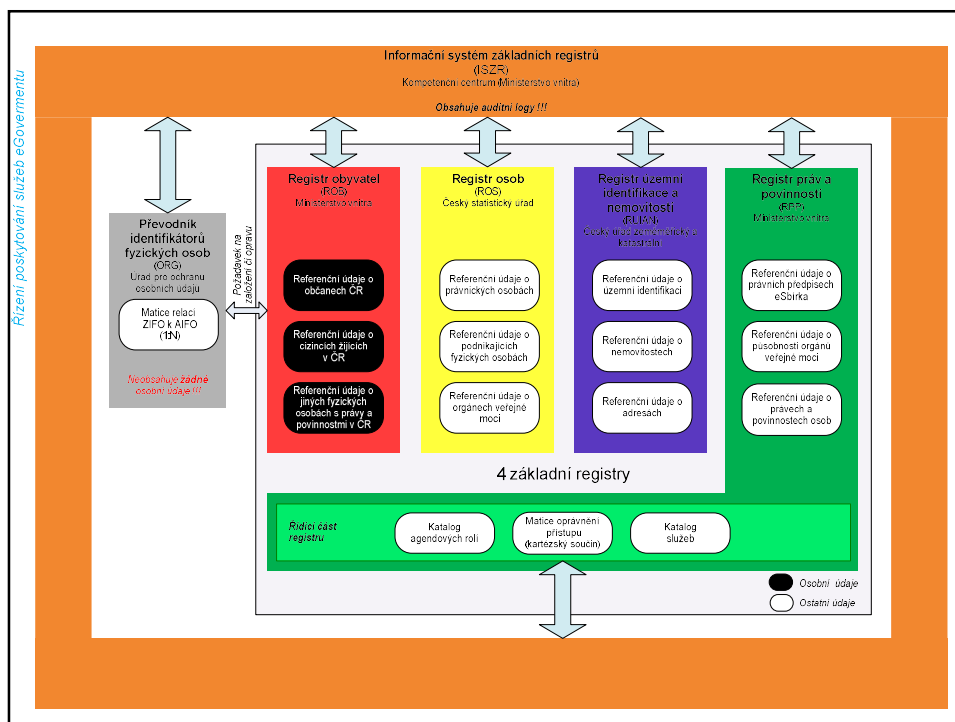 Řízení poskytování služeb eGovermentu
Informační systém základních registrů
(ISZR)
Kompetenční centrum (Ministerstvo vnitra)
Obsahuje auditní logy !!!
Převodník
identifikátorů
fyzických osob
(ORG)
Úřad pro ochranu
osobních údajů
Matice relací
ZIFO k AIFO
(1:N)
Neobsahuje žádné
osobní údaje !!!
Požadavek na
založení či opravu
Registr obyvatel
(ROB)
Ministerstvo vnitra
Referenční údaje o
občanech ČR
Referenční údaje o
cizincích žijících
v ČR
Referenční údaje o
jiných fyzických
osobách s právy a
povinnostmi v ČR
Registr osob
(ROS)
Český statistický úřad
Referenční údaje o
právnických osobách
Referenční údaje o
podnikajících
fyzických osobách
Referenční údaje o
orgánech veřejné
moci
Registr územní
identifikace a
nemovitostí
(RUIAN)
Český úřad zeměměřický a
katastrální
Referenční údaje o
územní identifikaci
Referenční údaje o
nemovitostech
Referenční údaje o
adresách
Registr práv a
povinností
(RPP)
Ministerstvo vnitra
Referenční údaje o
právních předpisech
eSbírka
Referenční údaje o
působnosti orgánů
veřejné moci
Referenční údaje o
právech a
povinnostech osob
4 základní registry
Řídící část
registru
Katalog
agendových rolí
Matice oprávnění
přístupu
(kartézský součin)
Katalog
služeb
Osobní údaje
Ostatní údaje